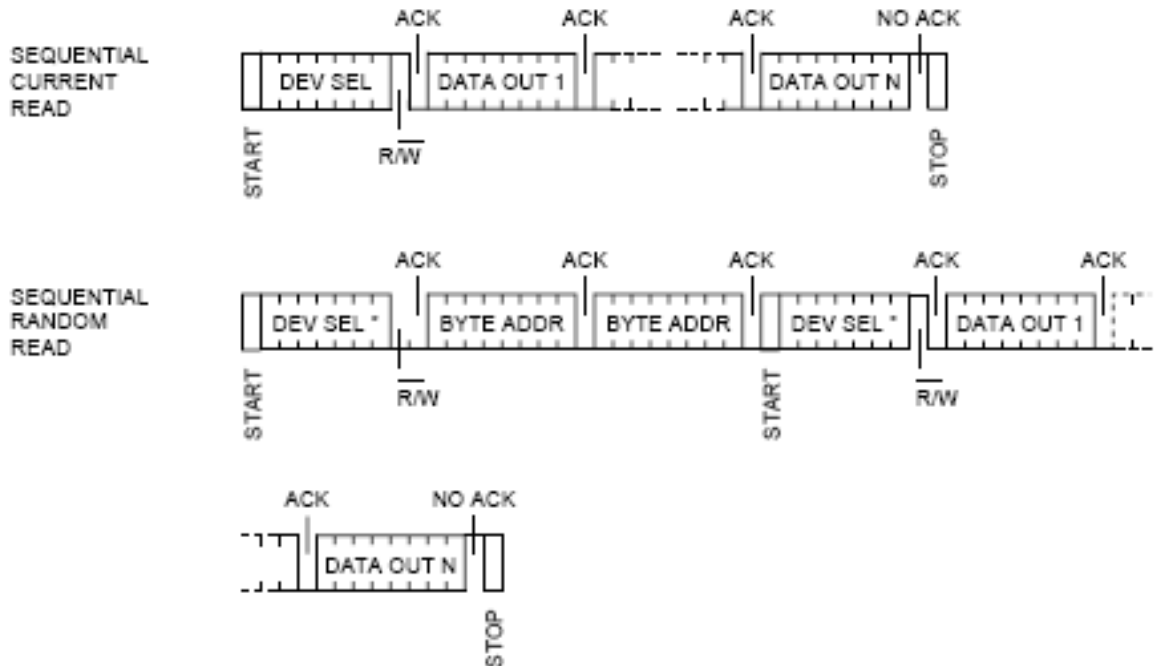 ACK ACK ACK NO ACK
SEQUENTIAL
CURRENT
READ
DEV SEL DATA OUT 1 DATA OUT N
R/W
START
STOP
ACK ACK ACK ACK ACK
SEQUENTIAL
RANDOM
READ
DEV SEL * BYTE ADDR BYTE ADDR DEV SEL * DATA OUT 1
R/W R/W
START START
ACK NO ACK
DATA OUT N
STOP